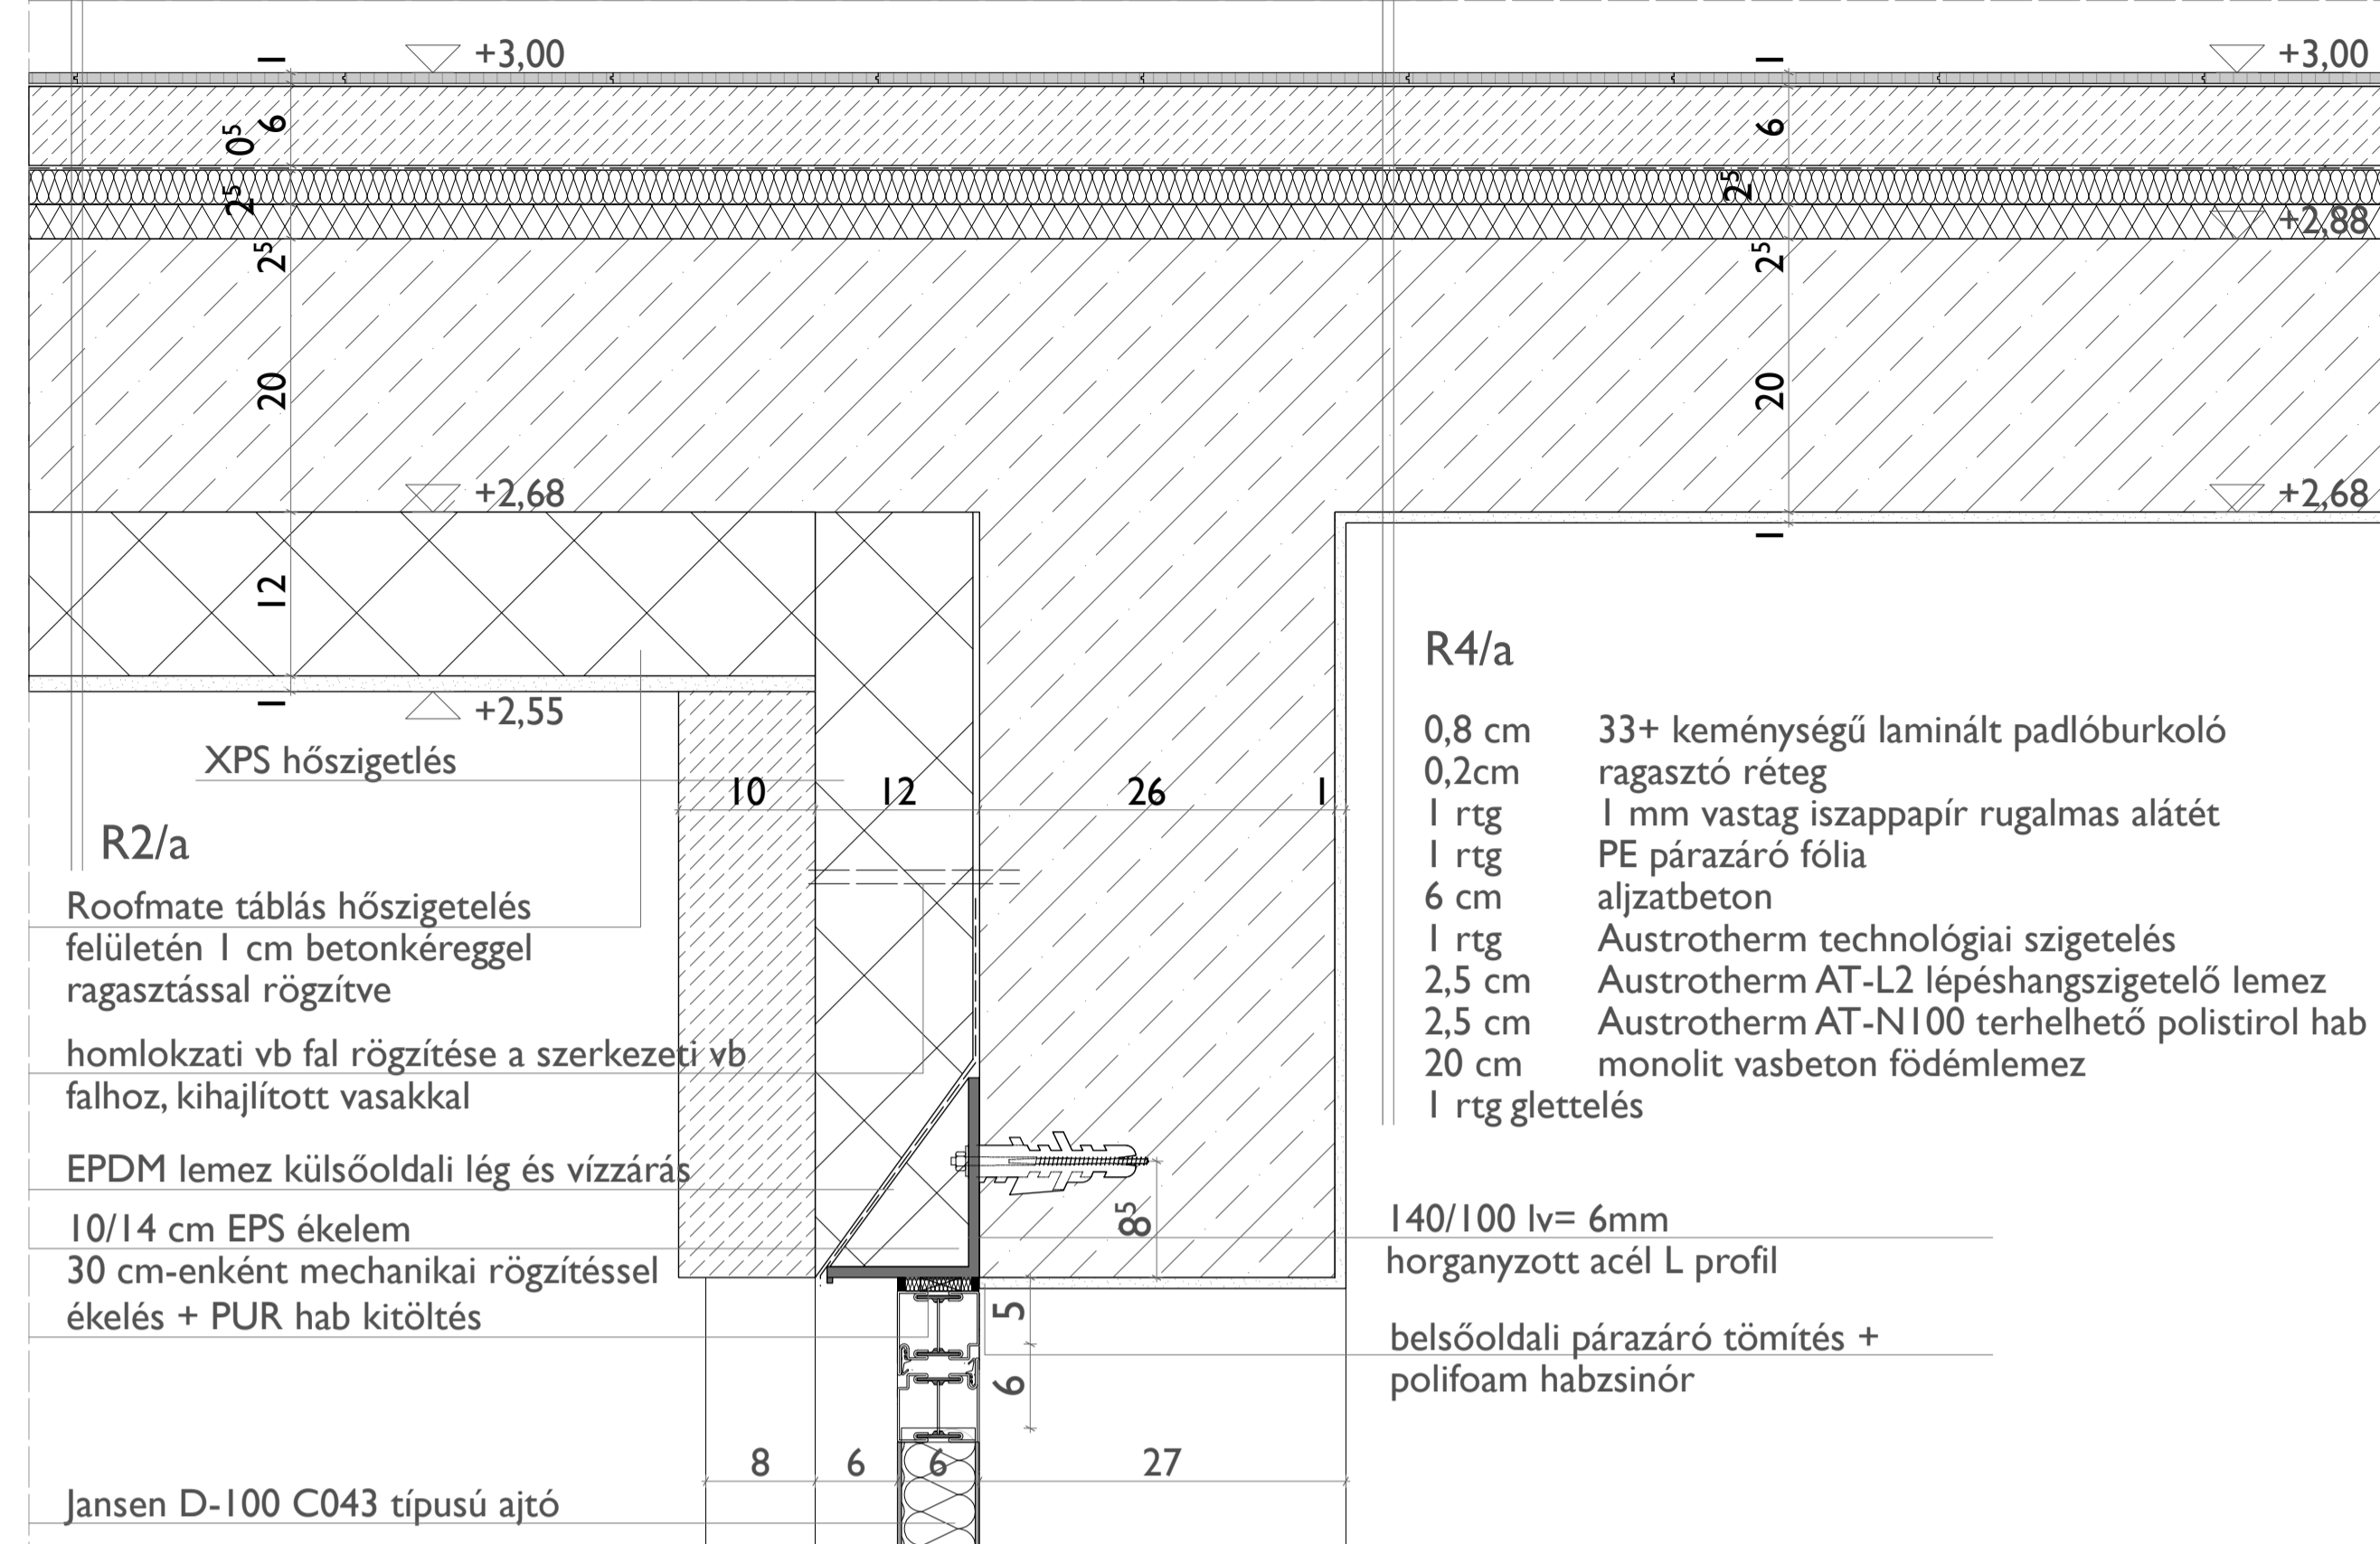 +3,00
+3,00
1
1
6
0⁵
6
2⁵
2⁵
+2,88
2⁵
2⁵
20
20
+2,68
+2,68
1
12
1
+2,55
XPS hőszigetlés
10
12
26
1
R2/a
Roofmate táblás hőszigetelés
felületén 1 cm betonkéreggel
ragasztással rögzítve
homlokzati vb fal rögzítése a szerkezeti vb
falhoz, kihajlított vasakkal
EPDM lemez külsőoldali lég és vízzárás
10/14 cm EPS ékelem
30 cm-enként mechanikai rögzítéssel
ékelés + PUR hab kitöltés
Jansen D-100 C043 típusú ajtó
R4/a
0,8 cm 33+ keménységű laminált padlóburkoló
0,2cm ragasztó réteg
1 rtg 1 mm vastag iszappapír rugalmas alátét
1 rtg PE párazáró fólia
6 cm aljzatbeton
1 rtg Austrotherm technológiai szigetelés
2,5 cm Austrotherm AT-L2 lépéshangszigetelő lemez
2,5 cm Austrotherm AT-N100 terhelhető polistirol hab
20 cm monolit vasbeton födémlemez
1 rtg glettelés
8⁵
140/100 lv= 6mm
horganyzott acél L profil
belsőoldali párazáró tömítés +
polifoam habzsinór
5
6
8
6
6
27